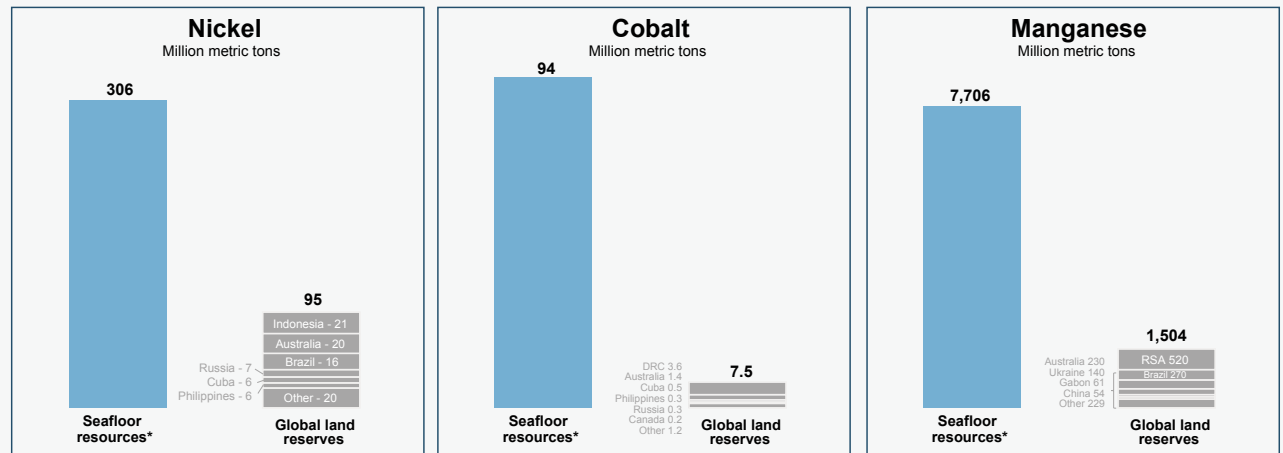 Nickel
Million metric tons
306
95
Indonesia - 21
Australia - 20
Brazil - 16
Russia - 7
Cuba - 6
Philippines - 6
Other - 20
Seafloor
resources*
Global land
reserves
Cobalt
Million metric tons
94
7.5
DRC 3.6
Australia 1.4
Cuba 0.5
Philippines 0.3
Russia 0.3
Canada 0.2
Other 1.2
Seafloor
resources*
Global land
reserves
Manganese
Million metric tons
7,706
1,504
RSA 520
Brazil 270
Australia 230
Ukraine 140
Gabon 61
China 54
Other 229
Seafloor
resources*
Global land
reserves